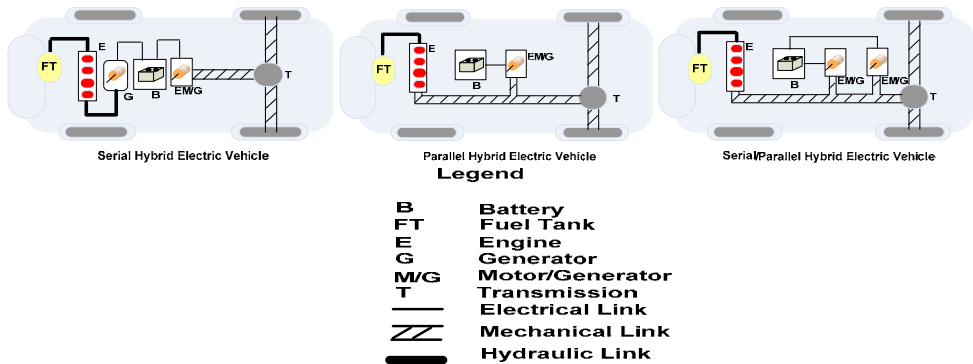 E
FT
G
B
EM/G
T
Serial Hybrid Electric Vehicle
E
FT
EM/G
B
T
Parallel Hybrid Electric Vehicle
E
FT
B
EM/G
EM/G
T
Serial/Parallel Hybrid Electric Vehicle
Legend
B Battery
FT Fuel Tank
E Engine
G Generator
M/G Motor/Generator
T Transmission
Electrical Link
Mechanical Link
Hydraulic Link